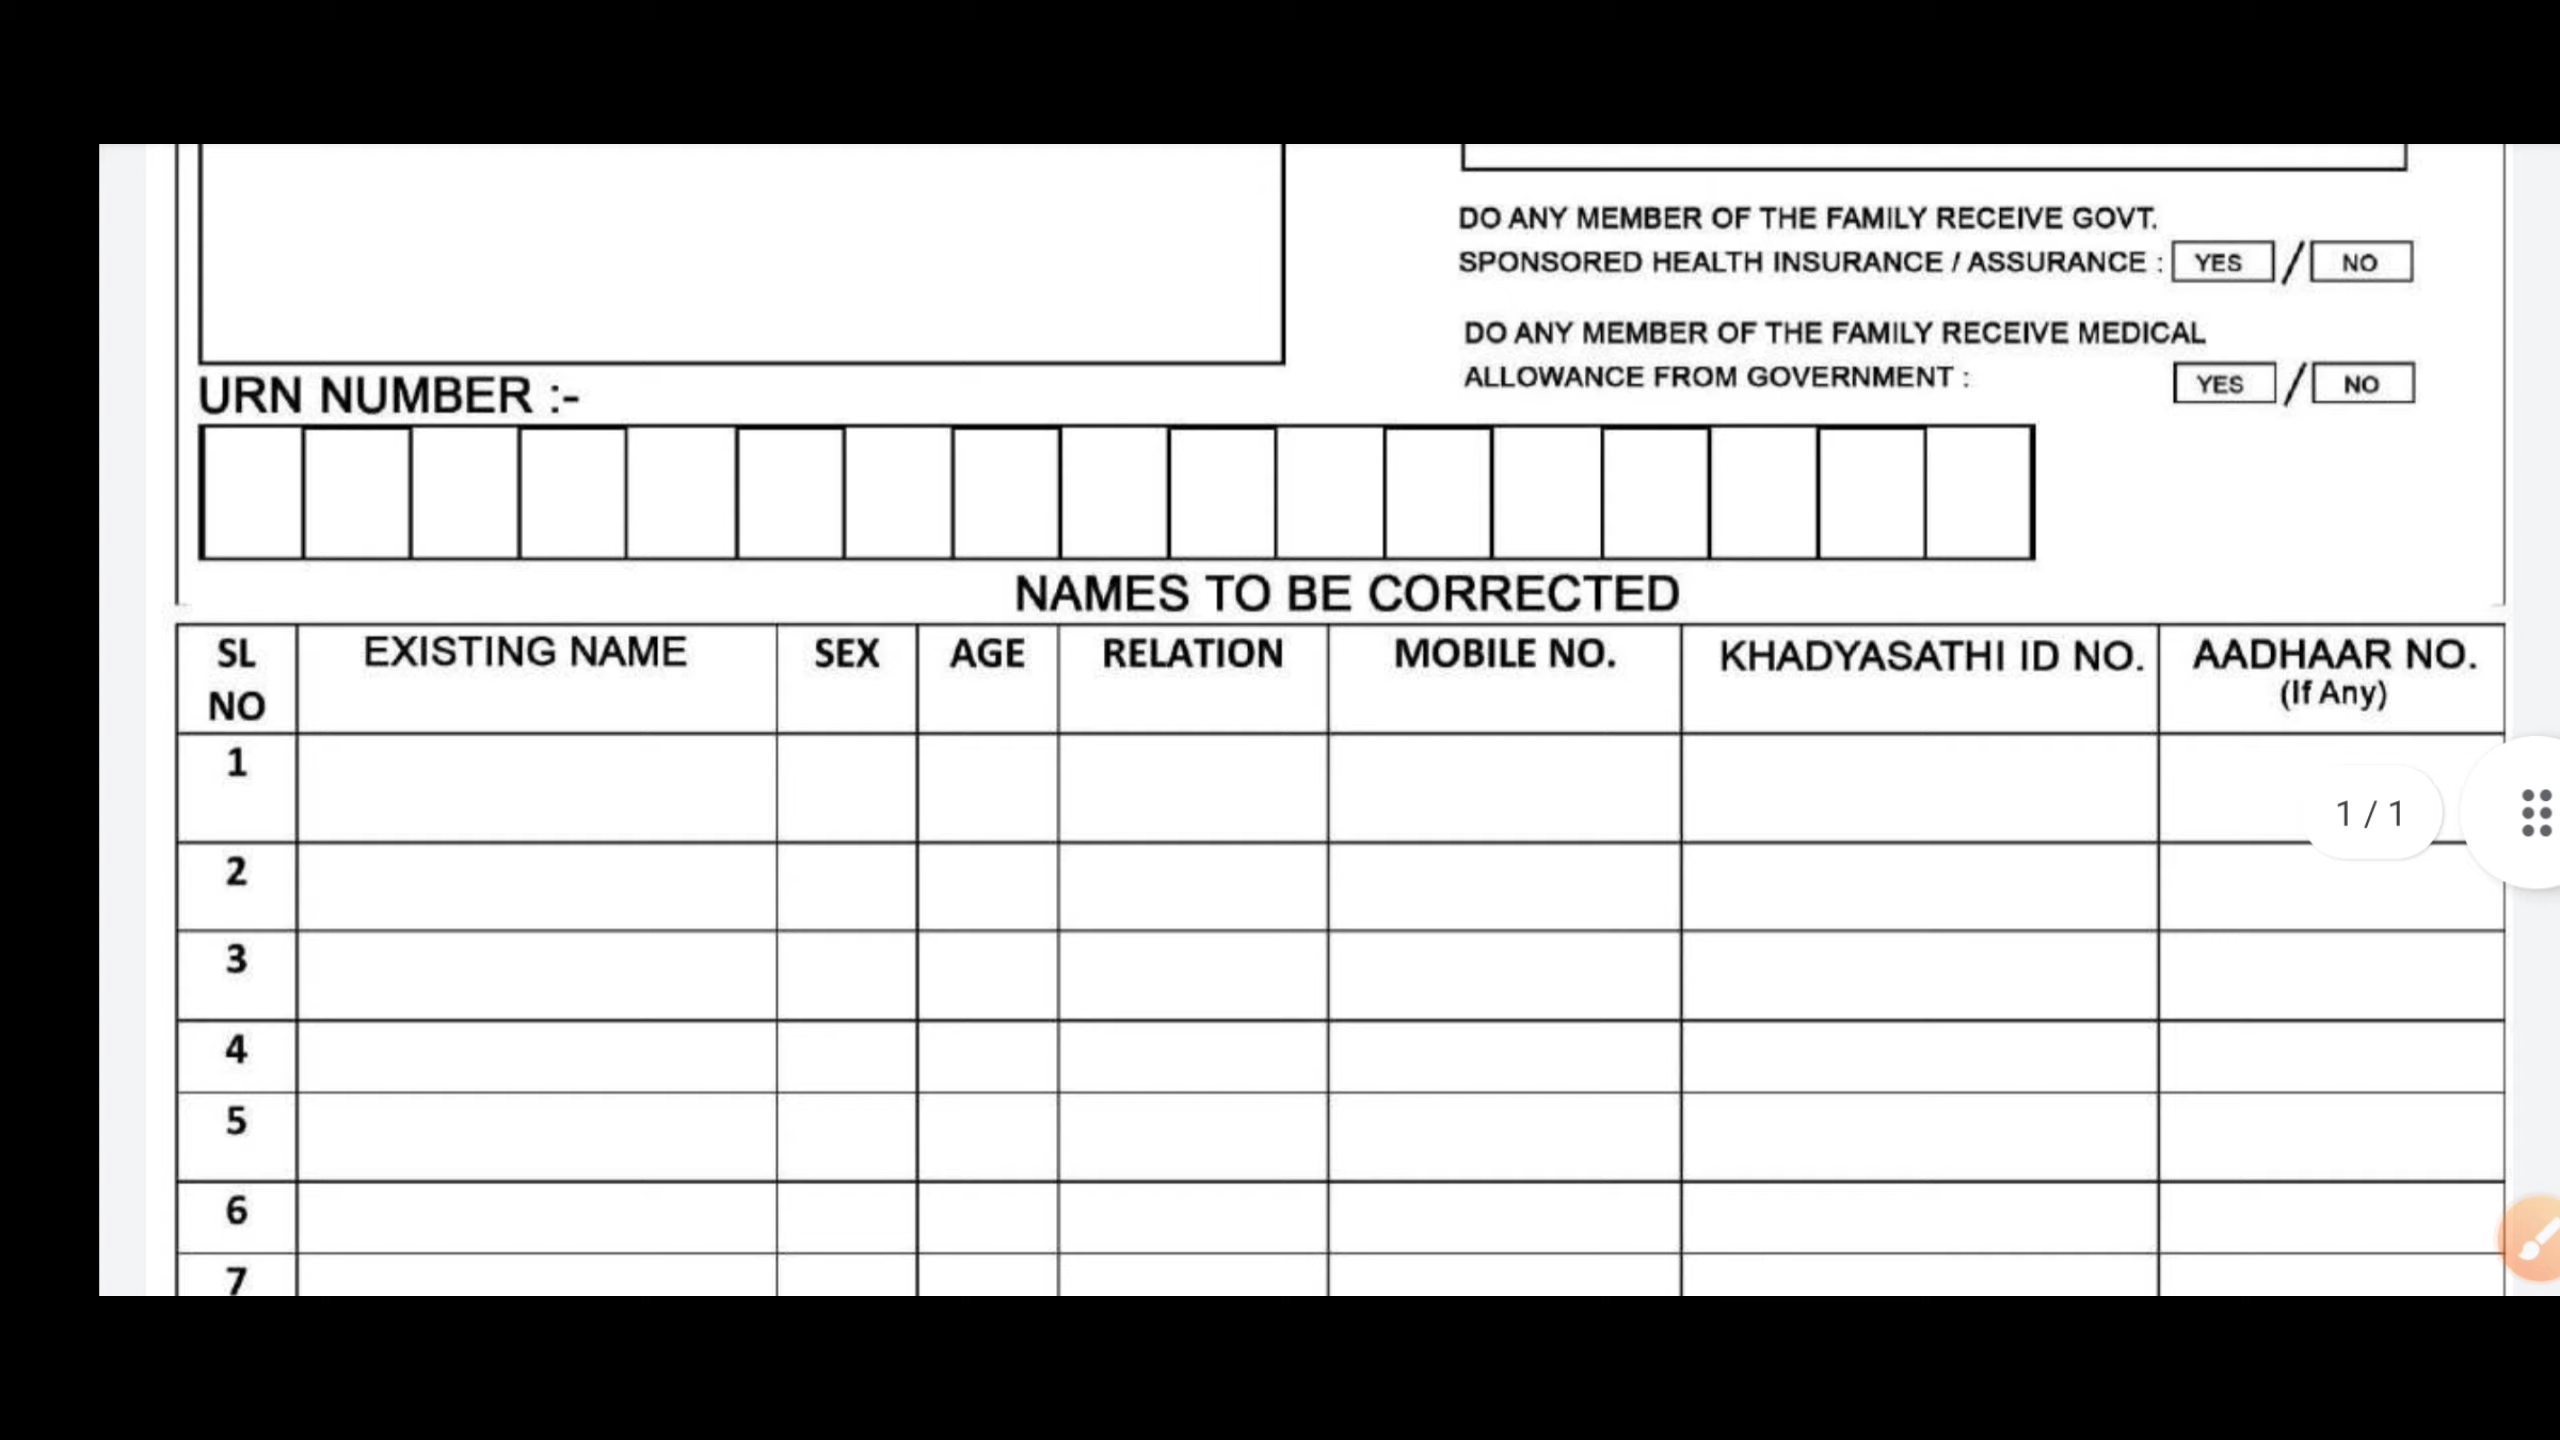 DO ANY MEMBER OF THE FAMILY RECEIVE GOVT.
SPONSORED HEALTH INSURANCE / ASSURANCE : YES / NO
DO ANY MEMBER OF THE FAMILY RECEIVE MEDICAL
ALLOWANCE FROM GOVERNMENT : YES / NO
URN NUMBER :-
NAMES TO BE CORRECTED
SL NO EXISTING NAME SEX AGE RELATION MOBILE NO. KHADYASATHI ID NO. AADHAAR NO. (If Any)
1
1 / 1
2
3
4
5
6
7